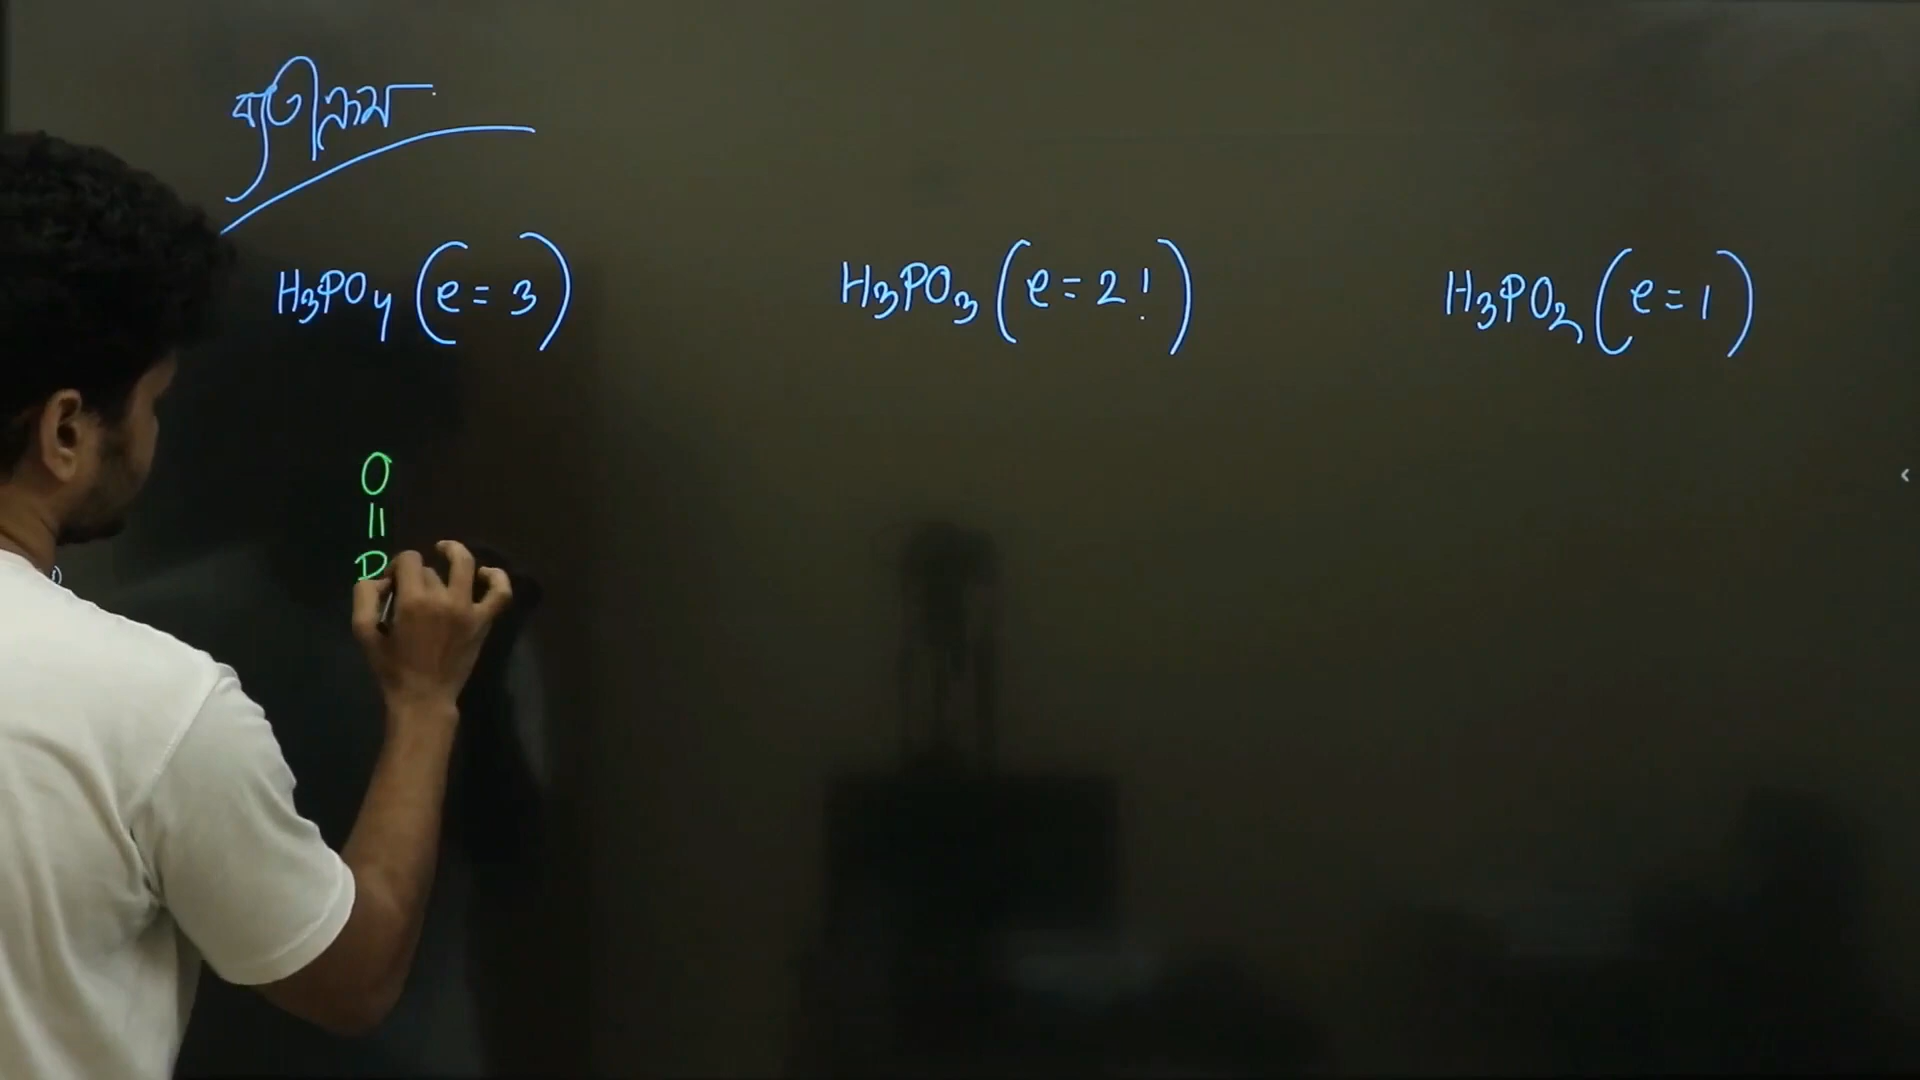 ব্যতীক্রম
H₃PO₄ (e = 3) H₃PO₃ (e = 2!) H₃PO₂ (e = 1)
O
||
P